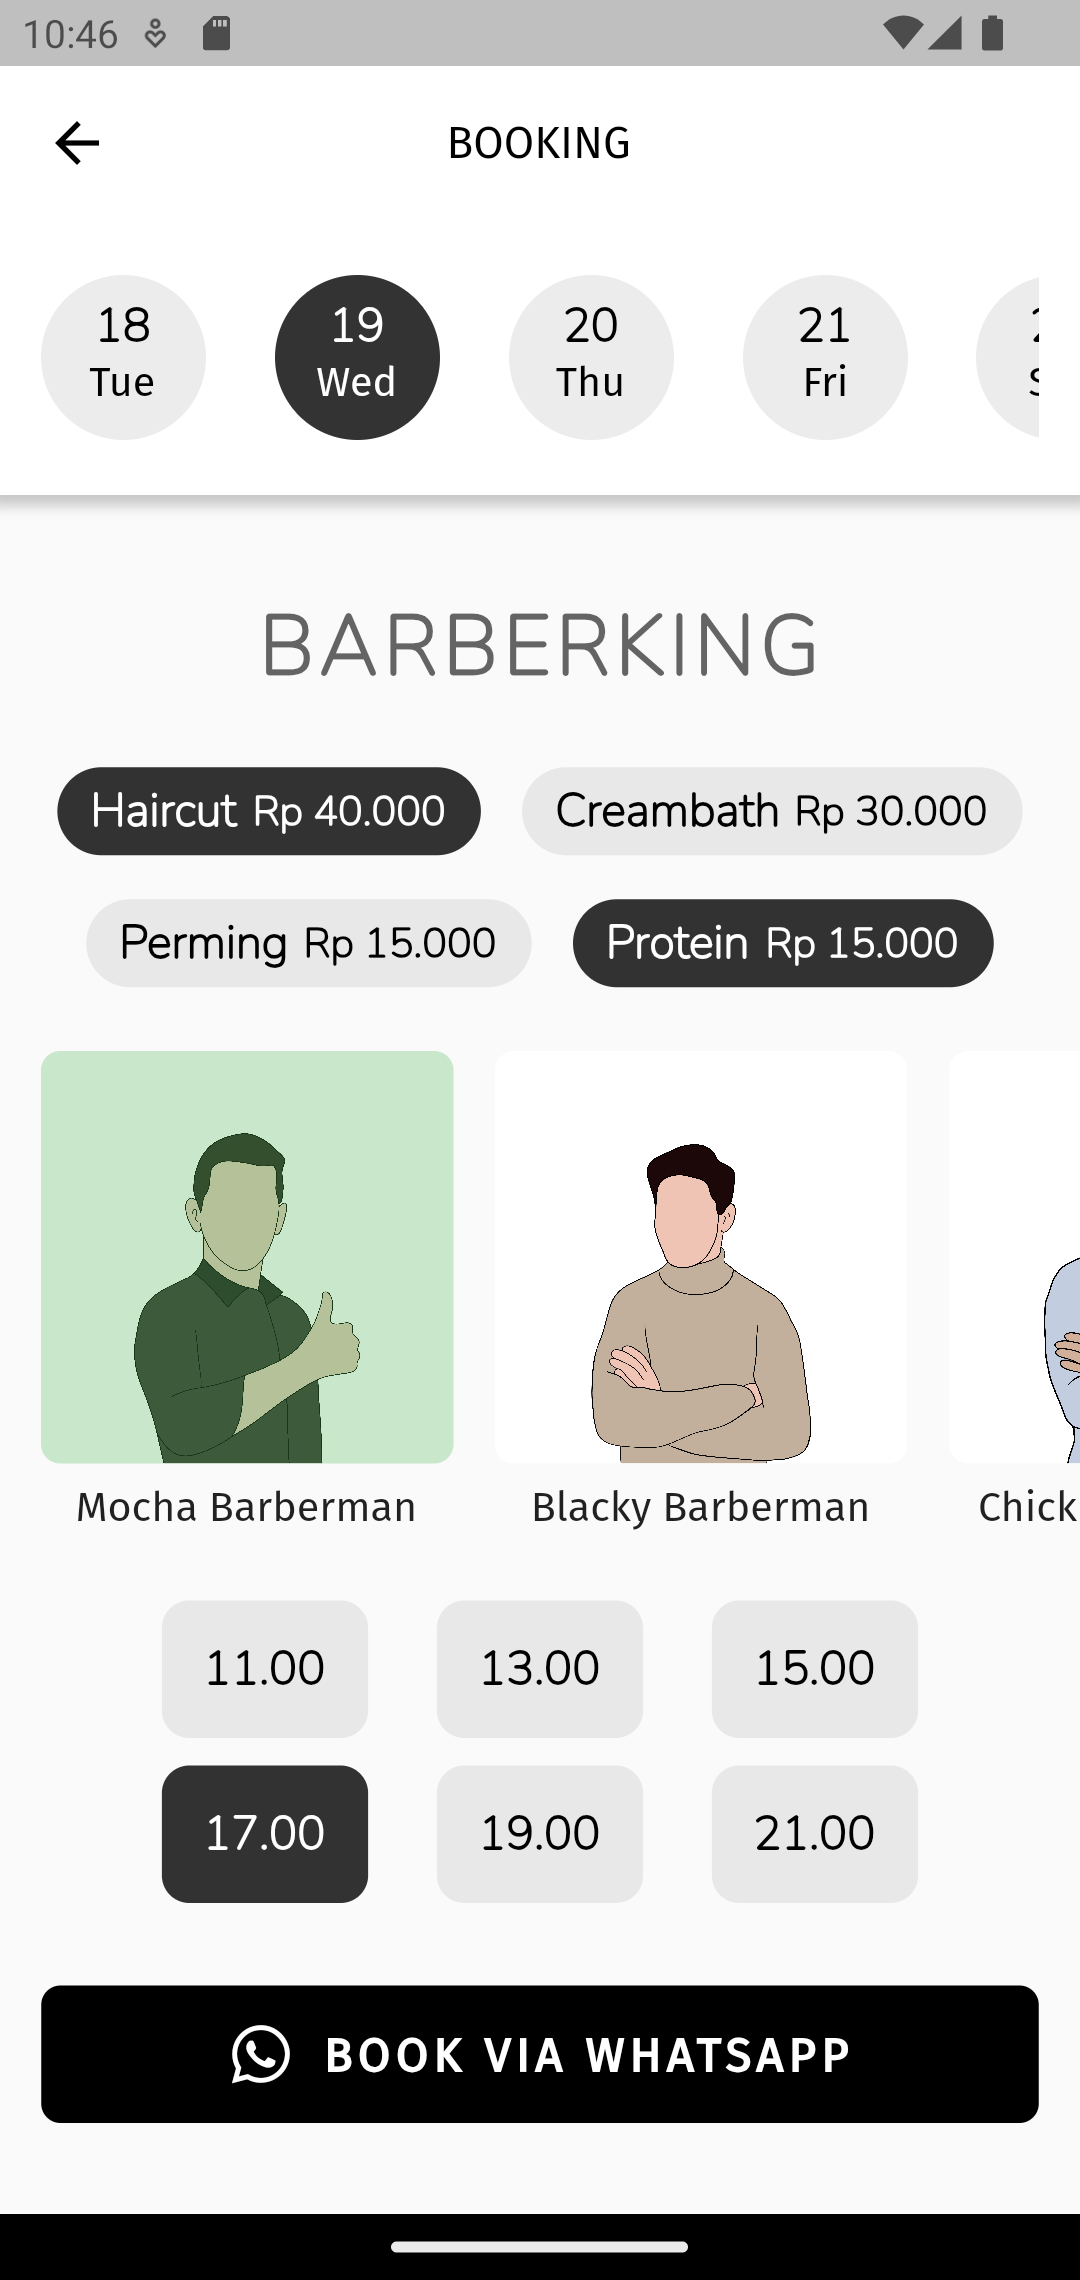 10:46
BOOKING
18 19 20 21
Tue Wed Thu Fri
BARBERKING
Haircut Rp 40.000 Creambath Rp 30.000
Perming Rp 15.000 Protein Rp 15.000
Mocha Barberman Blacky Barberman Chick
11.00 13.00 15.00
17.00 19.00 21.00
BOOK VIA WHATSAPP